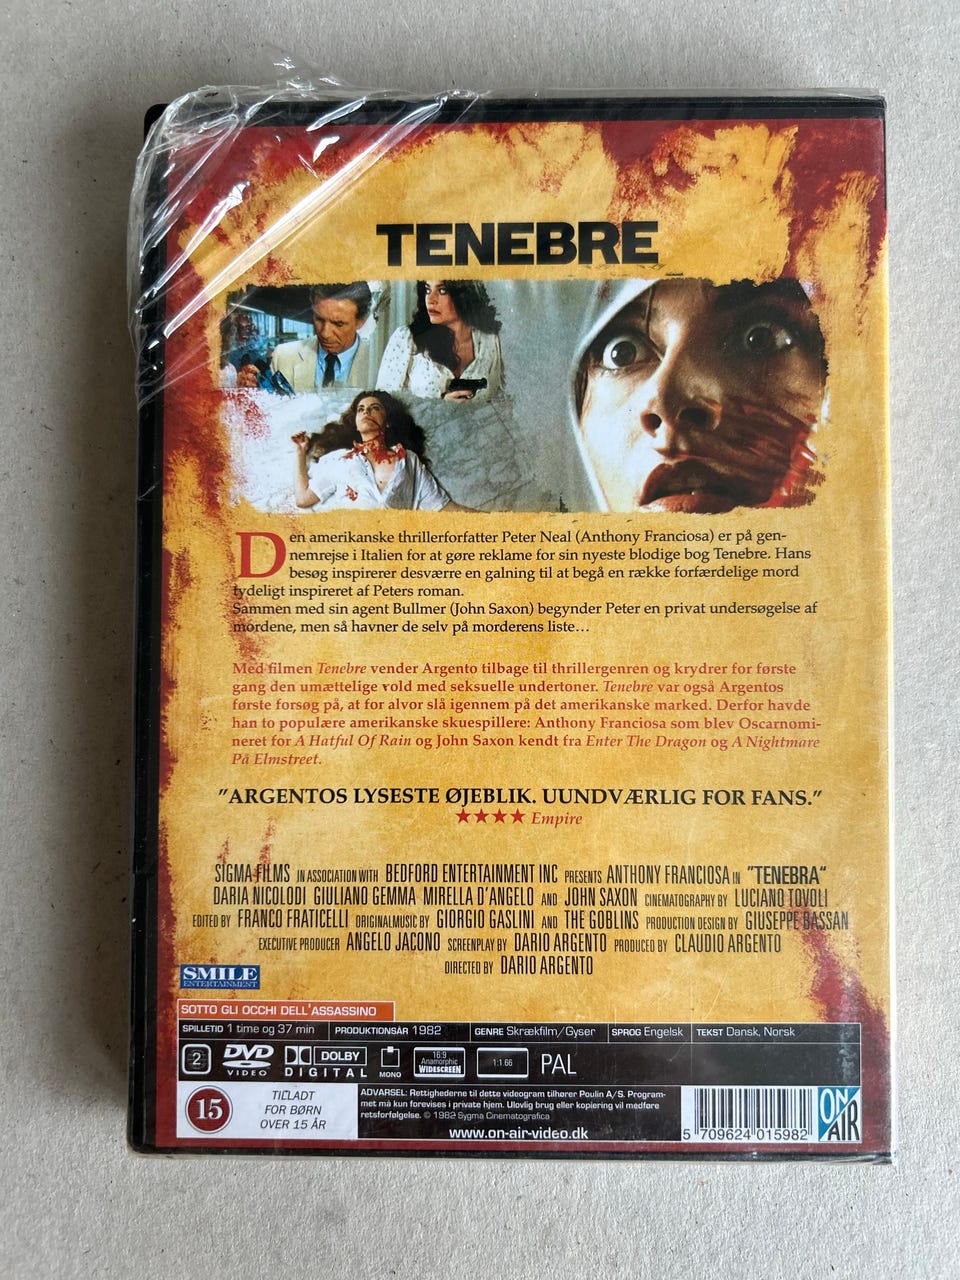 TENEBRE
Den amerikanske thrillerforfatter Peter Neal (Anthony Franciosa) er på gen-
nemrejse i Italien for at gøre reklame for sin nyeste blodige bog Tenebre. Hans
besøg inspirerer desværre en galning til at begå en række forfærdelige mord
tydeligt inspireret af Peters roman.
Sammen med sin agent Bullmer (John Saxon) begynder Peter en privat undersøgelse af
mordene, men så havner de selv på morderens liste...
Med filmen Tenebre vender Argento tilbage til thrillergenren og krydrer for første
gang den umættelige vold med seksuelle undertoner. Tenebre var også Argentos
første forsøg på, at for alvor slå igennem på det amerikanske marked. Derfor havde
han to populære amerikanske skuespillere: Anthony Franciosa som blev Oscarnomi-
neret for A Hatful Of Rain og John Saxon kendt fra Enter The Dragon og A Nightmare
På Elmstreet.
"ARGENTOS LYSESTE ØJEBLIK. UUNDVÆRLIG FOR FANS."
★★★★ Empire
SIGMA FILMS IN ASSOCIATION WITH BEDFORD ENTERTAINMENT INC PRESENTS ANTHONY FRANCIOSA IN "TENEBRA"
DARIA NICOLODI GIULIANO GEMMA MIRELLA D'ANGELO AND JOHN SAXON CINEMATOGRAPHY BY LUCIANO TOVOLI
EDITED BY FRANCO FRATICELLI ORIGINALMUSIC BY GIORGIO GASLINI AND THE GOBLINS PRODUCTION DESIGN BY GIUSEPPE BASSAN
EXECUTIVE PRODUCER ANGELO JACONO SCREENPLAY BY DARIO ARGENTO PRODUCED BY CLAUDIO ARGENTO
DIRECTED BY DARIO ARGENTO
SMILE
ENTERTAINMENT
SOTTO GLI OCCHI DELL'ASSASSINO
SPILLETID 1 time og 37 min PRODUKTIONSÅR 1982 GENRE Skrækfilm/Gyser SPROG Engelsk TEKST Dansk, Norsk
2 DVD VIDEO DOLBY DIGITAL MONO 16:9 Anamorphic WIDESCREEN 1:1.66 PAL
15
TILLADT
FOR BØRN
OVER 15 ÅR
ADVARSEL: Rettighederne til dette videogram tilhører Poulin A/S. Program-
met må kun forevises i private hjem. Ulovlig brug eller kopiering vil medføre
retsforfølgelse. © 1982 Sygma Cinematografica
www.on-air-video.dk
5 709624 015982
ON
AIR